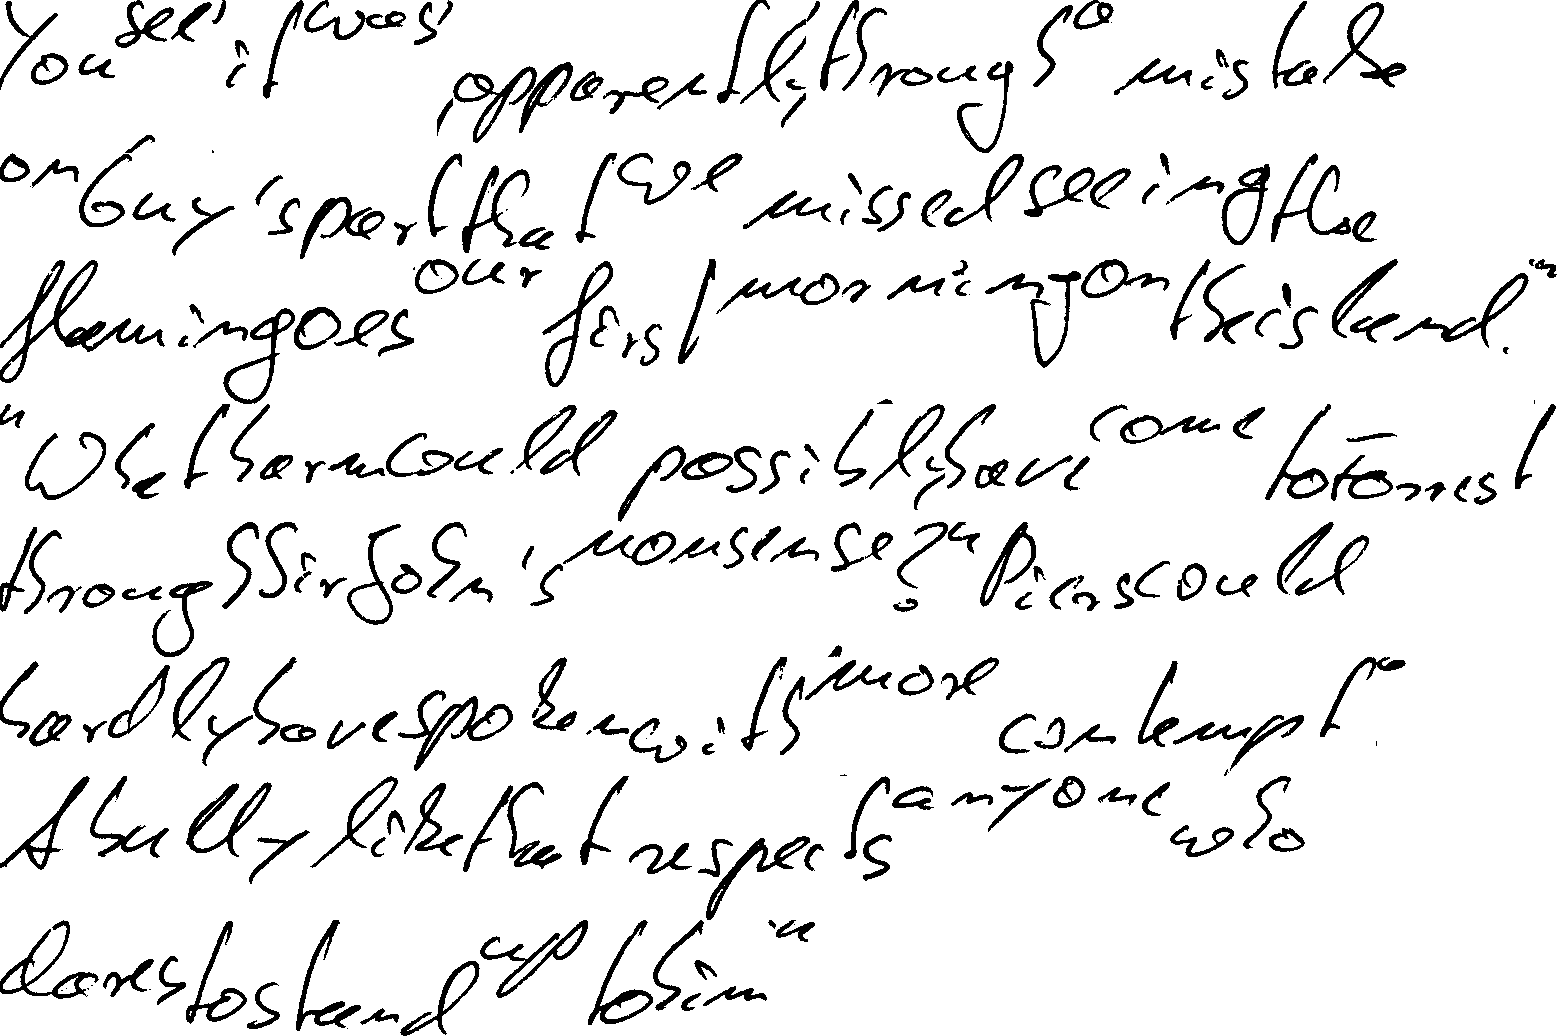 You see, it was, apparently, through a mistake
on Guy's part that we missed seeing the
flamingoes our first morning on the island."
"What harm could possibly have come to
through Sir John's nonsense?" Piers could
hardly have spoken with more contempt."
A bully like that respects anyone who
dares to stand up to him"